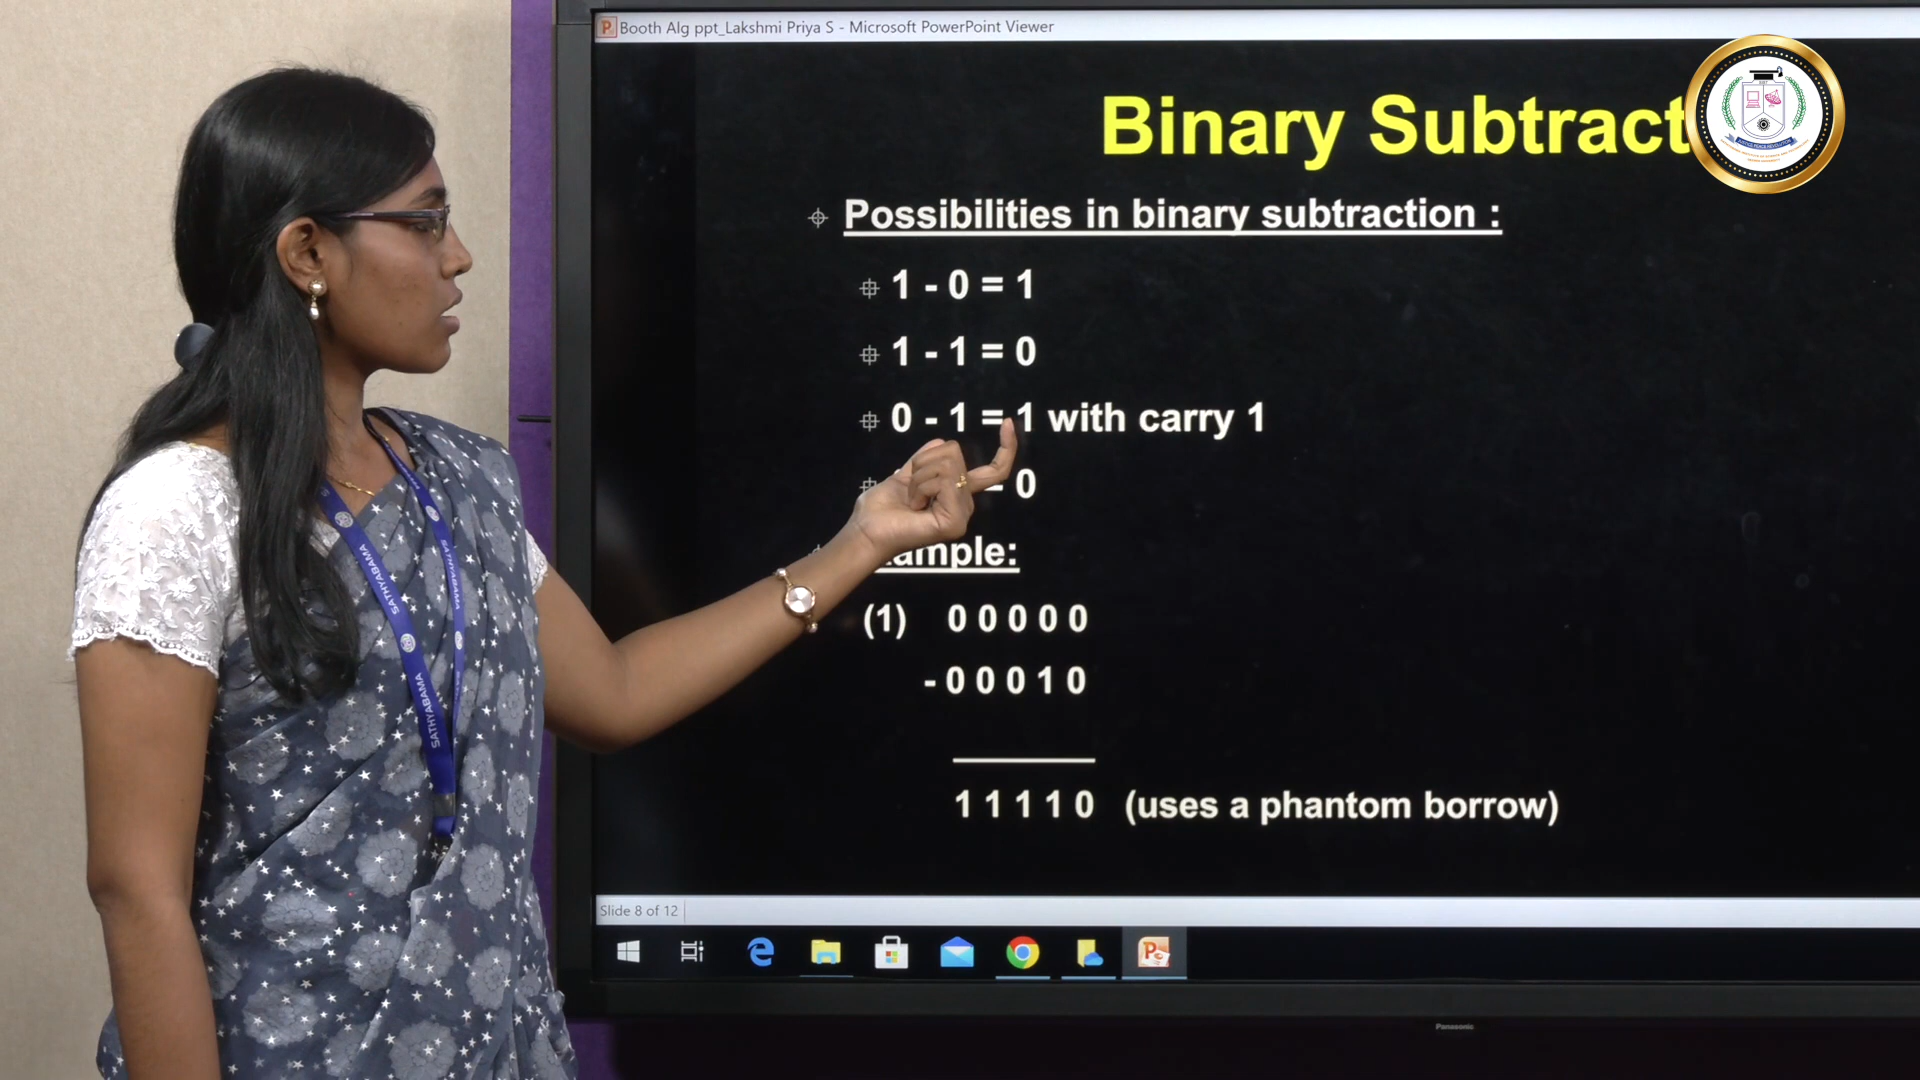 Booth Alg ppt_Lakshmi Priya S - Microsoft PowerPoint Viewer
Binary Subtract
Possibilities in binary subtraction :
1 - 0 = 1
1 - 1 = 0
0 - 1 = 1 with carry 1
0
ample:
(1) 0 0 0 0 0
- 0 0 0 1 0
1 1 1 1 0 (uses a phantom borrow)
Slide 8 of 12
Panasonic
SATHYABAMA
SATHYABAMA
SATHYABAMA